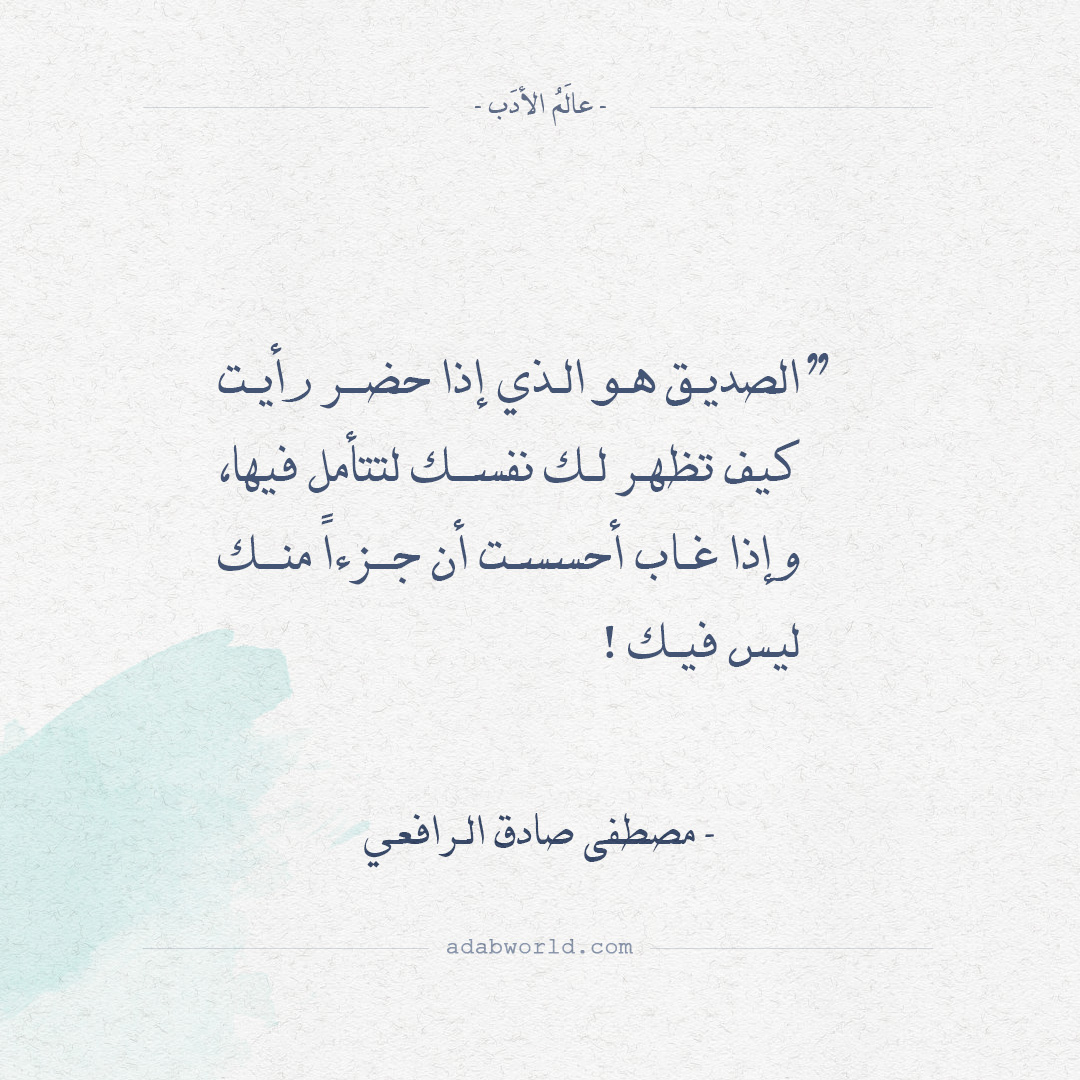 - عالَمُ الأدَب -
”الصديق هو الذي إذا حضر رأيت
كيف تظهر لك نفسك لتتأمل فيها،
وإذا غاب أحسست أن جزءاً منك
ليس فيك !
- مصطفى صادق الرافعي
adabworld.com